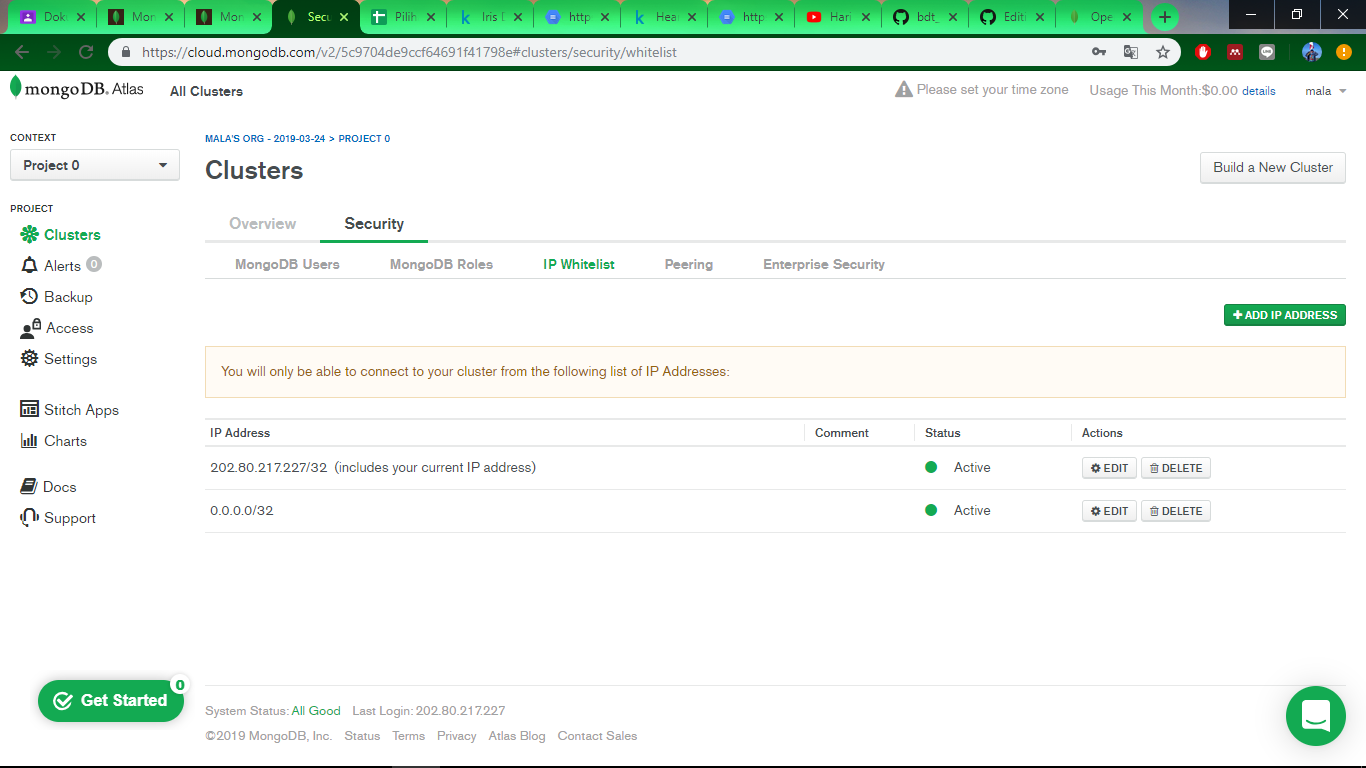 Doku
Mon
Mon
Secu
Pilih
Iris D
http
Hear
http
Hari
bdt_
Editi
Ope
https://cloud.mongodb.com/v2/5c9704de9ccf64691f41798e#clusters/security/whitelist
mongoDB. Atlas
All Clusters
Please set your time zone
Usage This Month:$0.00 details
mala
CONTEXT
Project 0
PROJECT
Clusters
Alerts 0
Backup
Access
Settings
Stitch Apps
Charts
Docs
Support
Get Started
0
MALA'S ORG - 2019-03-24 > PROJECT 0
Clusters
Build a New Cluster
Overview
Security
MongoDB Users
MongoDB Roles
IP Whitelist
Peering
Enterprise Security
ADD IP ADDRESS
You will only be able to connect to your cluster from the following list of IP Addresses:
IP Address Comment Status Actions
202.80.217.227/32 (includes your current IP address) Active EDIT DELETE
0.0.0.0/32 Active EDIT DELETE
System Status: All Good Last Login: 202.80.217.227
©2019 MongoDB, Inc. Status Terms Privacy Atlas Blog Contact Sales